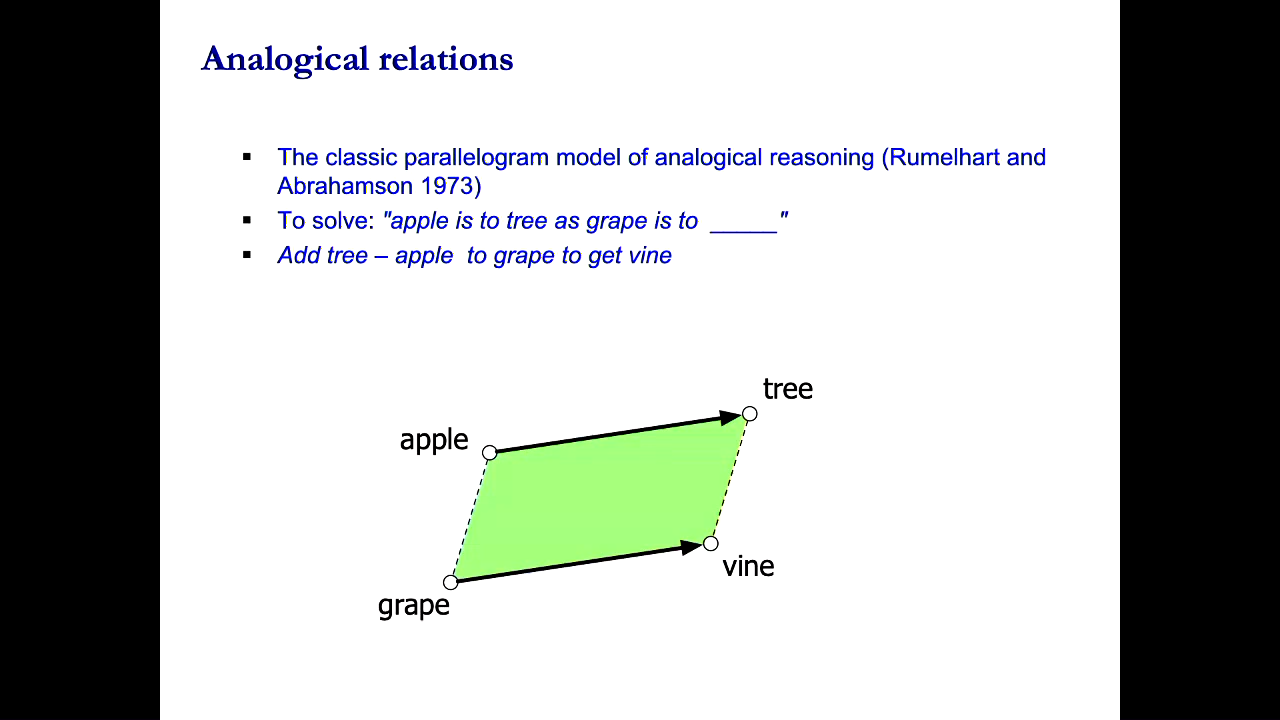 Analogical relations
▪ The classic parallelogram model of analogical reasoning (Rumelhart and
Abrahamson 1973)
▪ To solve: "apple is to tree as grape is to _____"
▪ Add tree – apple to grape to get vine
tree
apple
vine
grape